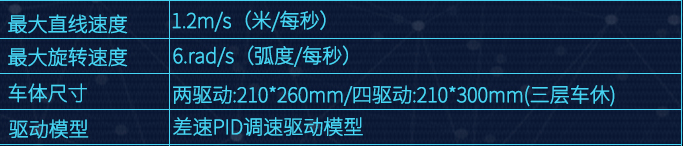 最大直线速度 1.2m/s（米/每秒）
最大旋转速度 6.rad/s（弧度/每秒）
车体尺寸 两驱动:210*260mm/四驱动:210*300mm(三层车休)
驱动模型 差速PID调速驱动模型